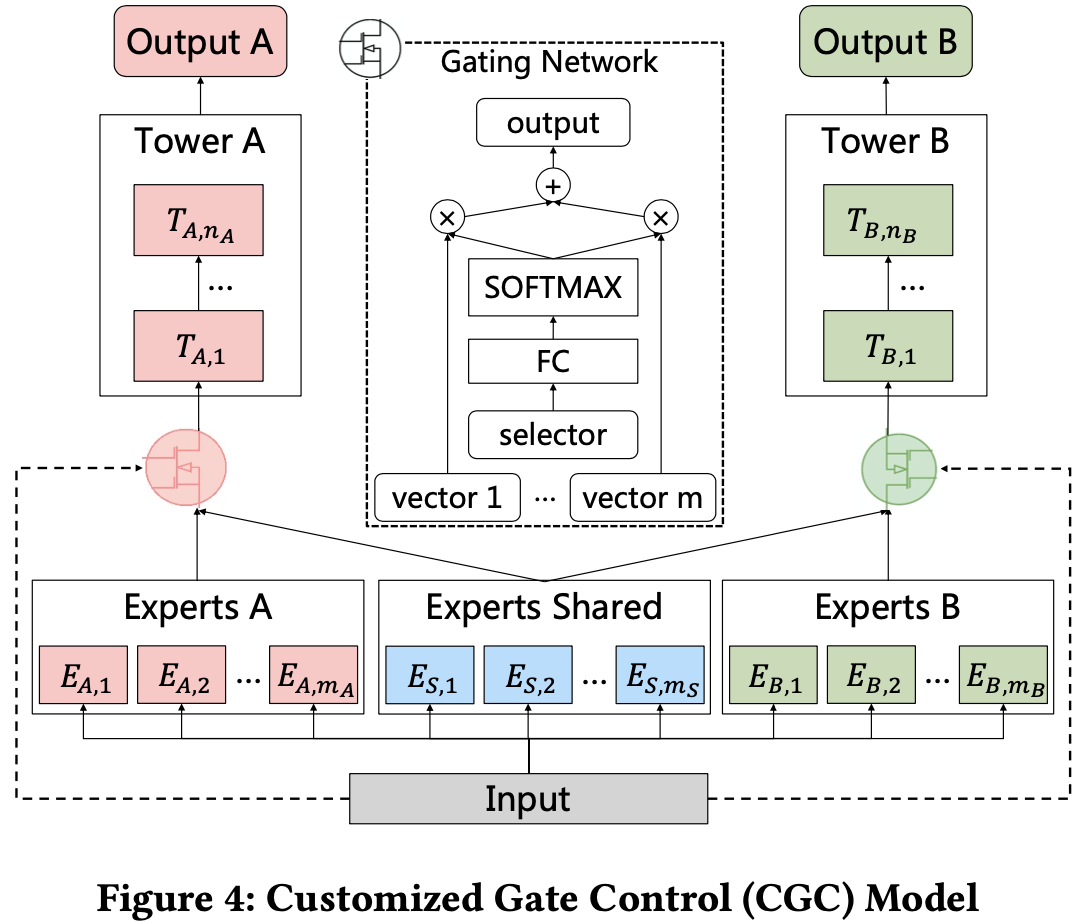 Output A
Output B
Gating Network
output
+
×
×
SOFTMAX
FC
selector
vector 1 ... vector m
Tower A
T_{A,n_A}
...
T_{A,1}
Tower B
T_{B,n_B}
...
T_{B,1}
Experts A
E_{A,1} E_{A,2} ... E_{A,m_A}
Experts Shared
E_{S,1} E_{S,2} ... E_{S,m_S}
Experts B
E_{B,1} E_{B,2} ... E_{B,m_B}
Input
Figure 4: Customized Gate Control (CGC) Model